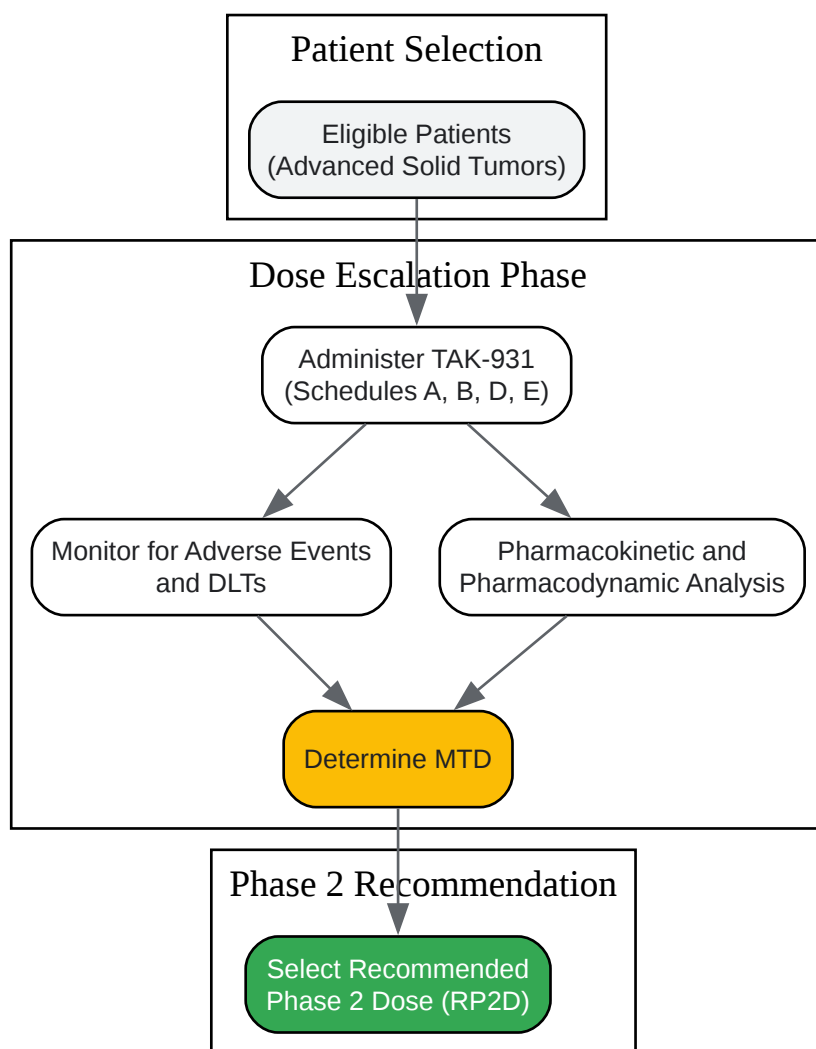 Patient Selection
Eligible Patients
(Advanced Solid Tumors)
Dose Escalation Phase
Administer TAK-931
(Schedules A, B, D, E)
Monitor for Adverse Events
and DLTs
Pharmacokinetic and
Pharmacodynamic Analysis
Determine MTD
Phase 2 Recommendation
Select Recommended
Phase 2 Dose (RP2D)